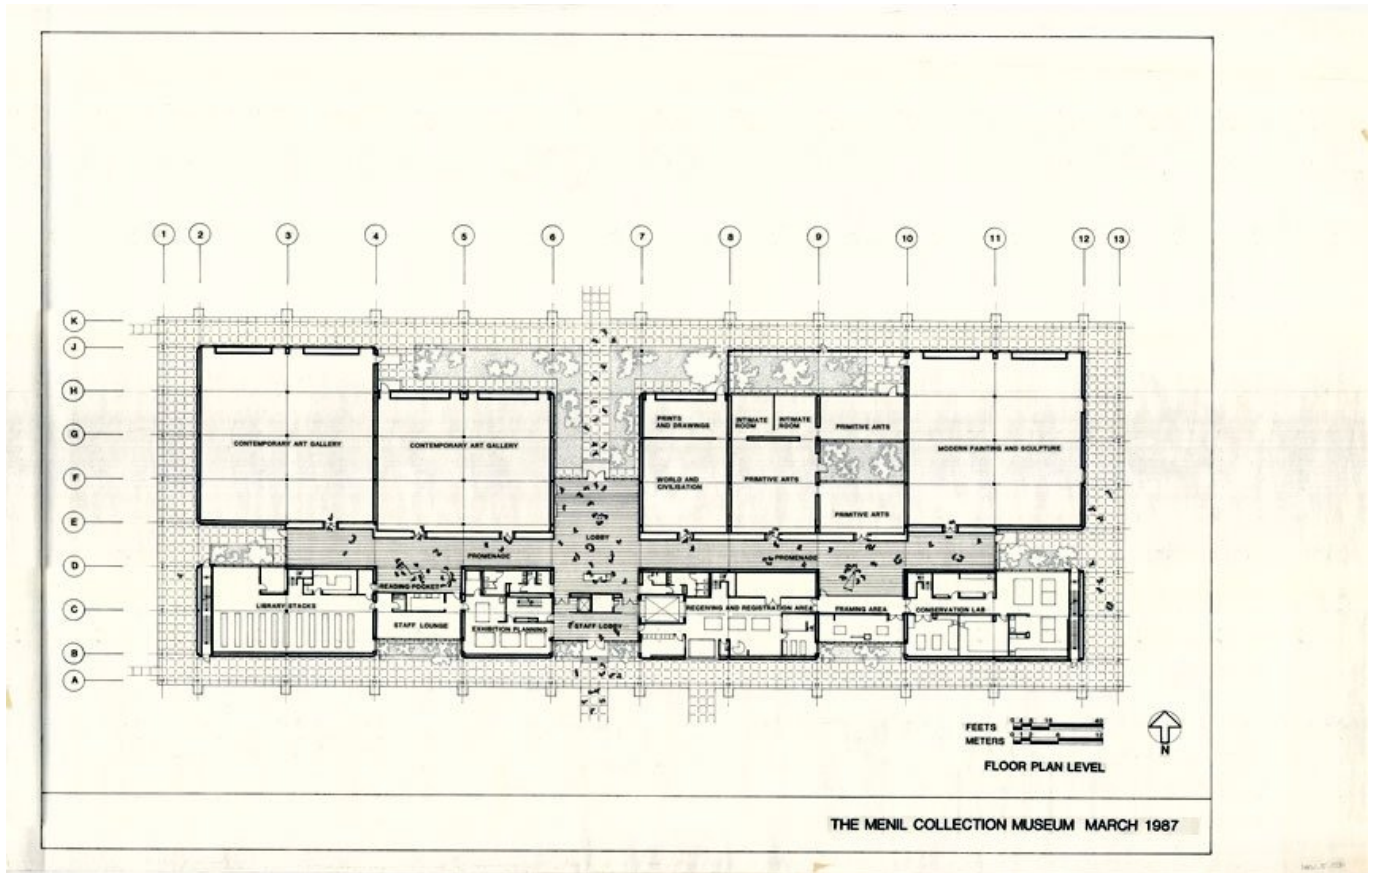 1 2 3 4 5 6 7 8 9 10 11 12 13
K
J
H
G
F
E
D
C
B
A
CONTEMPORARY ART GALLERY
CONTEMPORARY ART GALLERY
PRINTS
AND DRAWINGS
INTIMATE
ROOM
INTIMATE
ROOM
PRIMITIVE ARTS
MODERN PAINTING AND SCULPTURE
WORLD AND
CIVILISATION
PRIMITIVE ARTS
PRIMITIVE ARTS
LOBBY
PROMENADE
PROMENADE
READING POCKET
LIBRARY STACKS
STAFF LOUNGE
EXHIBITION PLANNING
STAFF LOBBY
RECEIVING AND REGISTRATION AREA
FRAMING AREA
CONSERVATION LAB
FEETS
METERS
N
FLOOR PLAN LEVEL
THE MENIL COLLECTION MUSEUM MARCH 1987